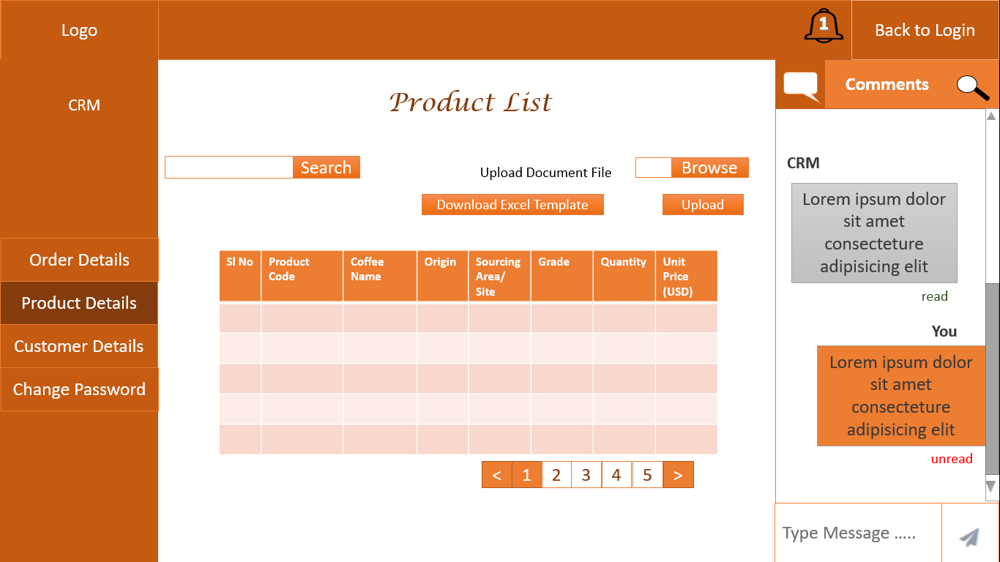 Logo
1
Back to Login
CRM
Comments
Product List
Search
Upload Document File
Browse
Download Excel Template
Upload
Order Details
Product Details
Customer Details
Change Password
Sl No
Product
Code
Coffee
Name
Origin
Sourcing
Area/
Site
Grade
Quantity
Unit
Price
(USD)
< 1 2 3 4 5 >
CRM
Lorem ipsum dolor
sit amet
consecteture
adipisicing elit
read
You
Lorem ipsum dolor
sit amet
consecteture
adipisicing elit
unread
Type Message .....